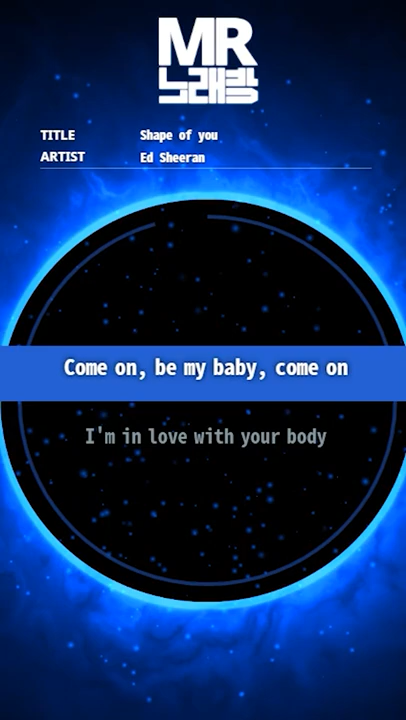 MR
노래방
TITLE Shape of you
ARTIST Ed Sheeran
Come on, be my baby, come on
I'm in love with your body